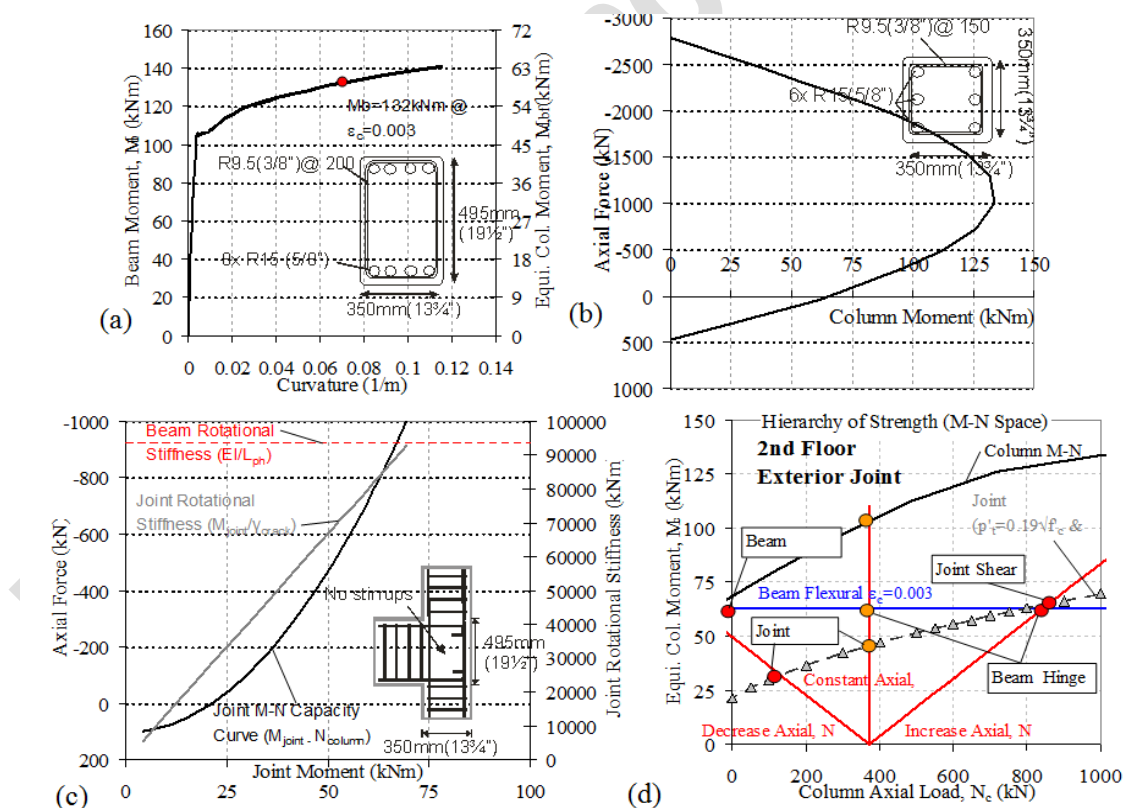 160
140
120
100
80
60
40
20
0
Beam Moment, M (kNm)
72
63
54
45
36
27
18
9
0
Equi. Col. Moment, Mbf(kNm)
Mb=132kNm @
εc=0.003
R9.5(3/8")@ 200
495mm
(19½")
8x R15 (5/8")
350mm(13¾")
0 0.02 0.04 0.06 0.08 0.1 0.12 0.14
Curvature (1/m)
(a)
-3000
-2500
-2000
-1500
-1000
-500
0
500
1000
Axial Force (kN)
R9.5(3/8")@ 150
6x R15(5/8")
350mm(13¾")
350mm(13¾")
0 25 50 75 100 125 150
Column Moment (kNm)
(b)
-1000
-800
-600
-400
-200
0
200
Axial Force (kN)
100000
90000
80000
70000
60000
50000
40000
30000
20000
10000
0
Joint Rotational Stiffness (kNm)
Beam Rotational
Stiffness (EI/Lph)
Joint Rotational
Stiffness (Mjoint/γcrack)
No stirrups
495mm
(19½")
Joint M-N Capacity
Curve (Mjoint - Ncolumn)
350mm(13¾")
0 25 50 75 100
Joint Moment (kNm)
(c)
150
125
100
75
50
25
0
Equi. Col. Moment, M (kNm)
Hierarchy of Strength (M-N Space)
2nd Floor
Exterior Joint
Column M-N
Joint
(p't=0.19√f'c &
Beam
Joint Shear
Beam Flexural εc=0.003
Joint
Beam Hinge
Constant Axial,
Decrease Axial, N
Increase Axial, N
0 200 400 600 800 1000
Column Axial Load, Nc (kN)
(d)